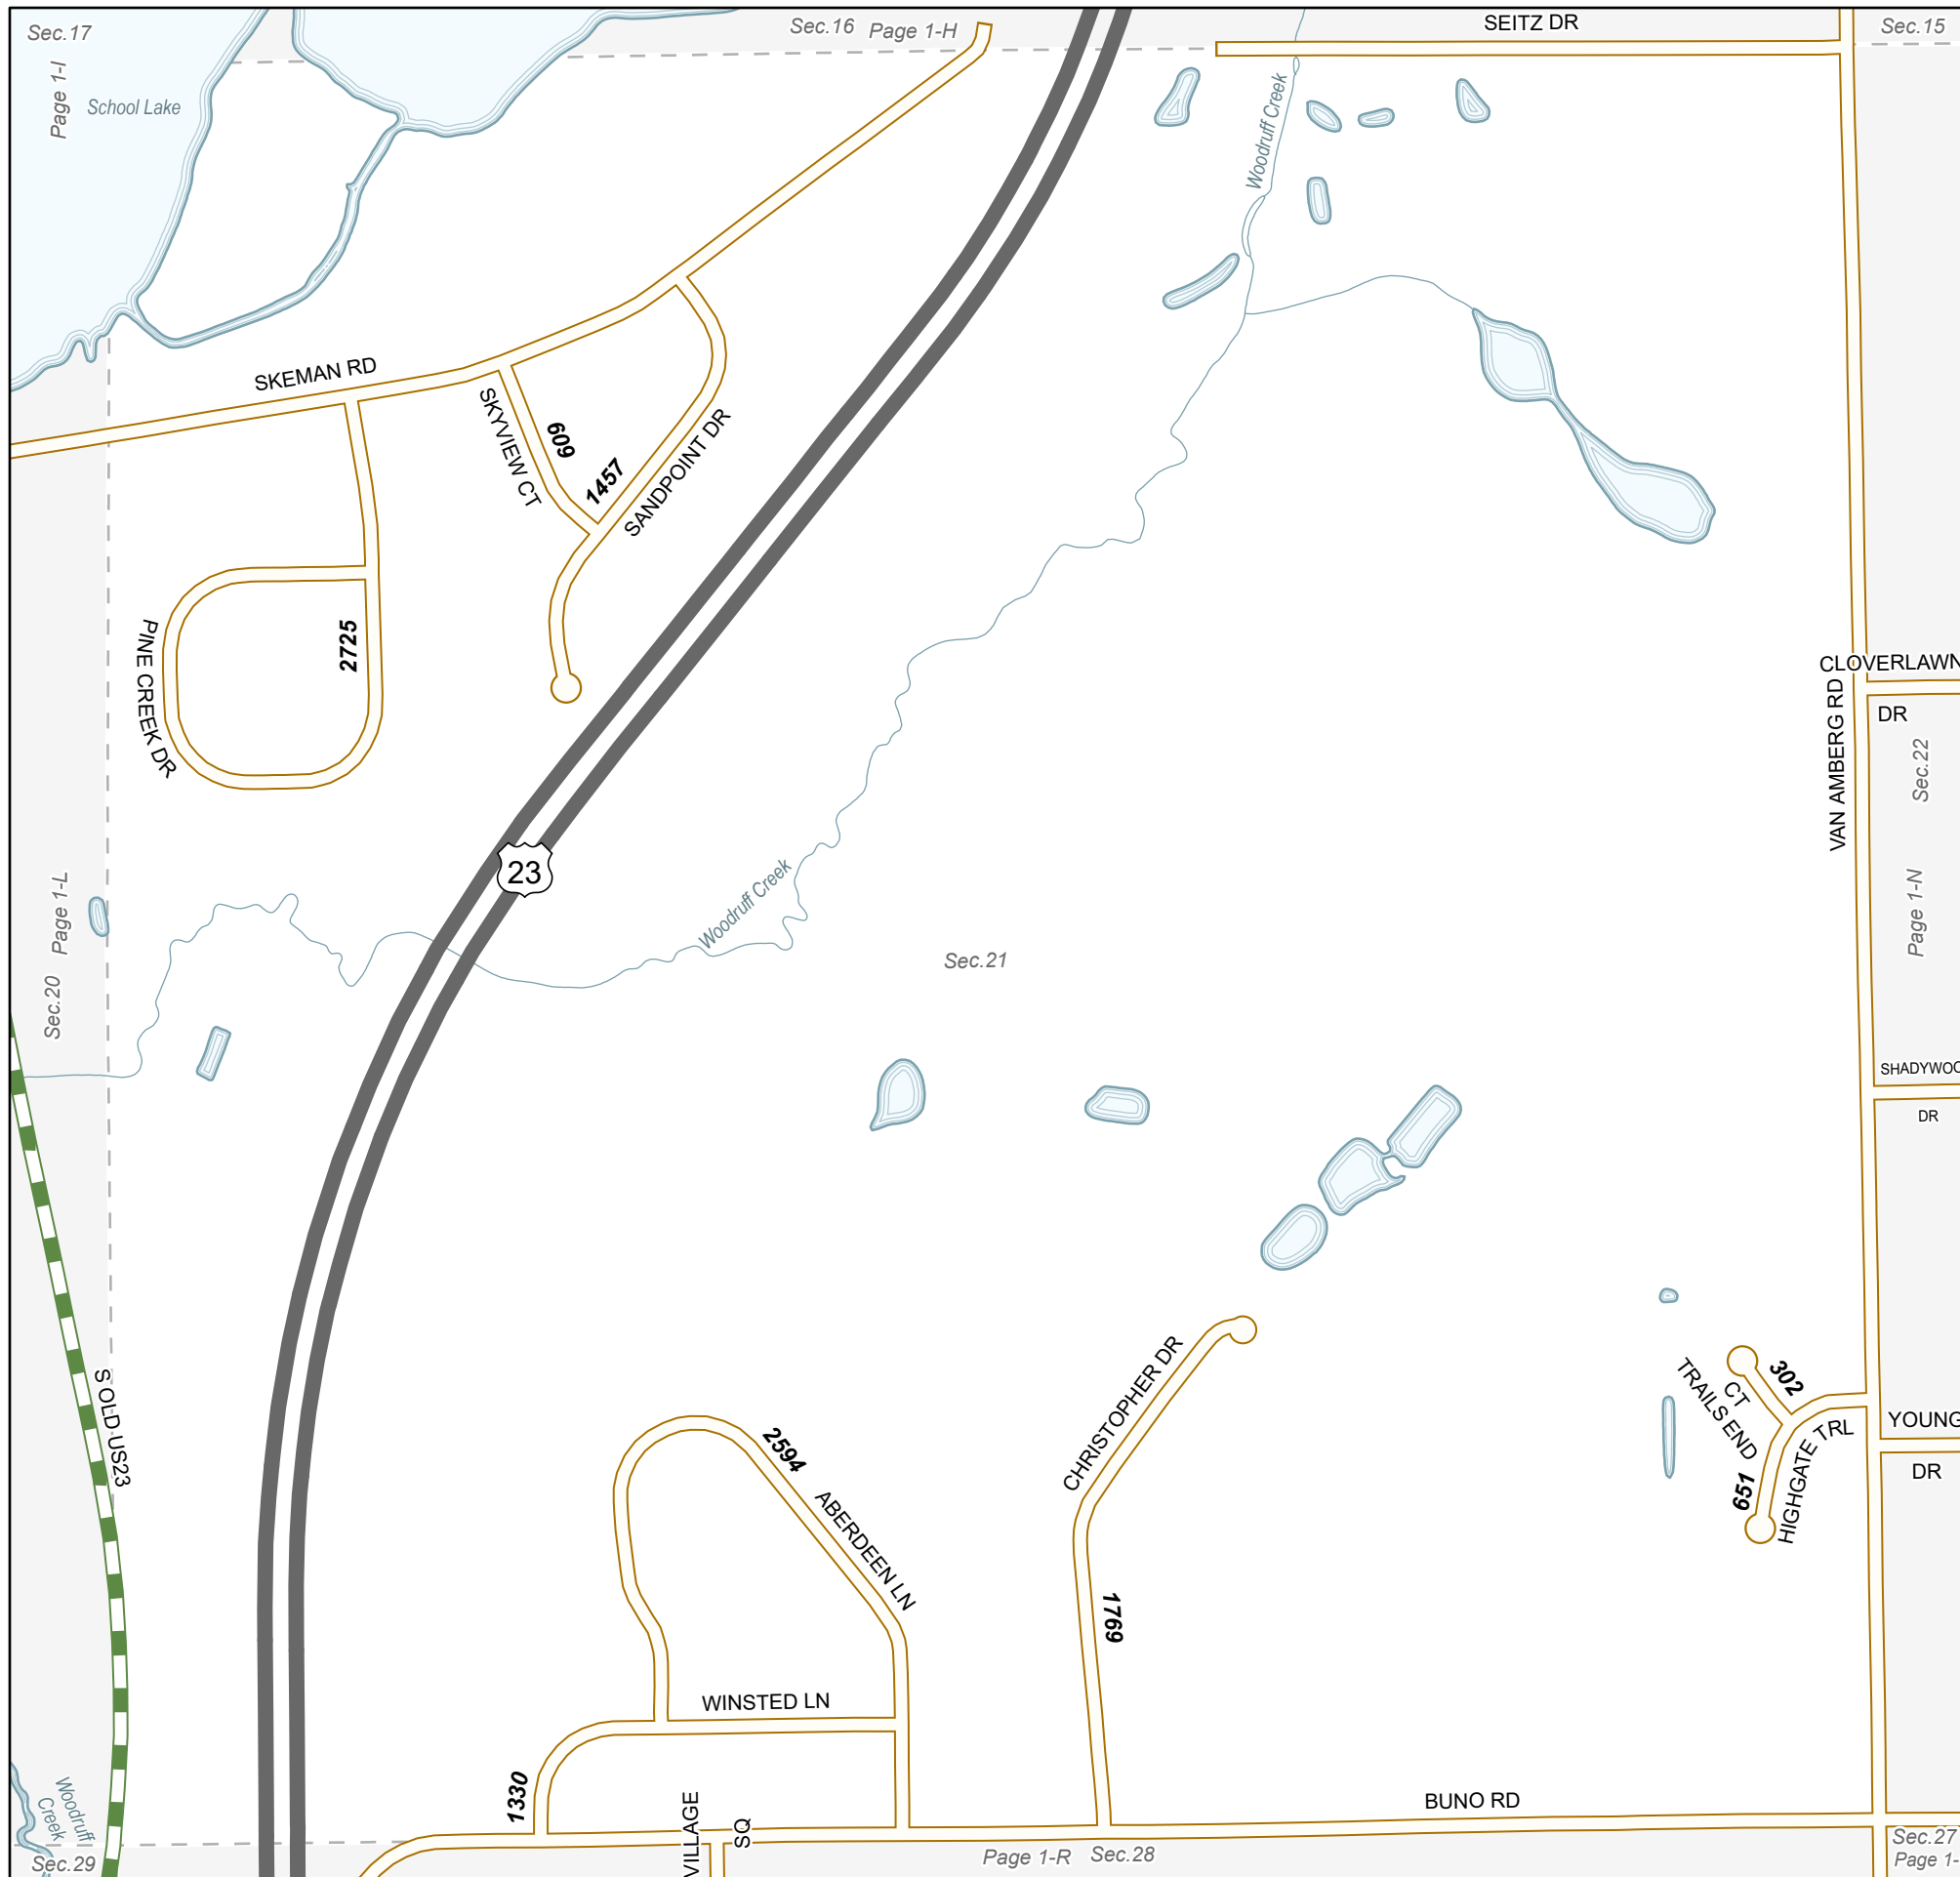 Sec.17
Sec.16 Page 1-H
SEITZ DR
Sec.15
Page 1-I
School Lake
Woodruff Creek
SKEMAN RD
SKYVIEW CT
609
1457
SANDPOINT DR
PINE CREEK DR
2725
CLOVERLAWN
DR
VAN AMBERG RD
Sec.22
Page 1-N
23
Woodruff Creek
Page 1-L
Sec.20
Sec.21
SHADYWOO
DR
S OLD US23
CHRISTOPHER DR
302
TRAILS END
CT
YOUNG
DR
HIGHGATE TRL
651
2594
ABERDEEN LN
1769
WINSTED LN
1330
VILLAGE
SQ
BUNO RD
Woodruff
Creek
Sec.29
Page 1-R Sec.28
Sec.27
Page 1-